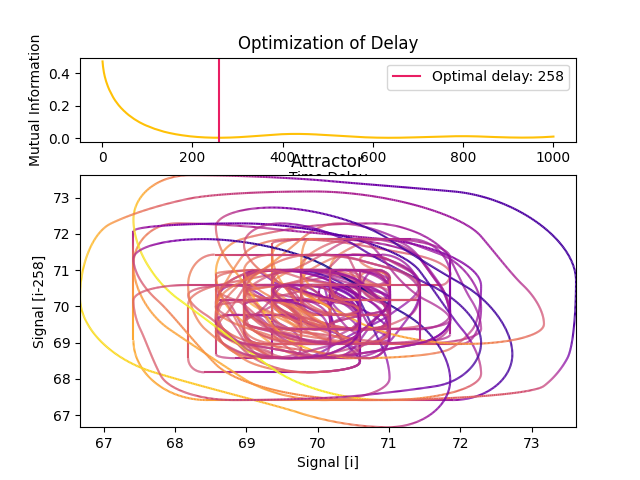 Optimization of Delay
Mutual Information
0.4
0.2
0.0
Optimal delay: 258
0 200 400 600 800 1000
Time Delay
Attractor
Signal [i-258]
73
72
71
70
69
68
67
67 68 69 70 71 72 73
Signal [i]